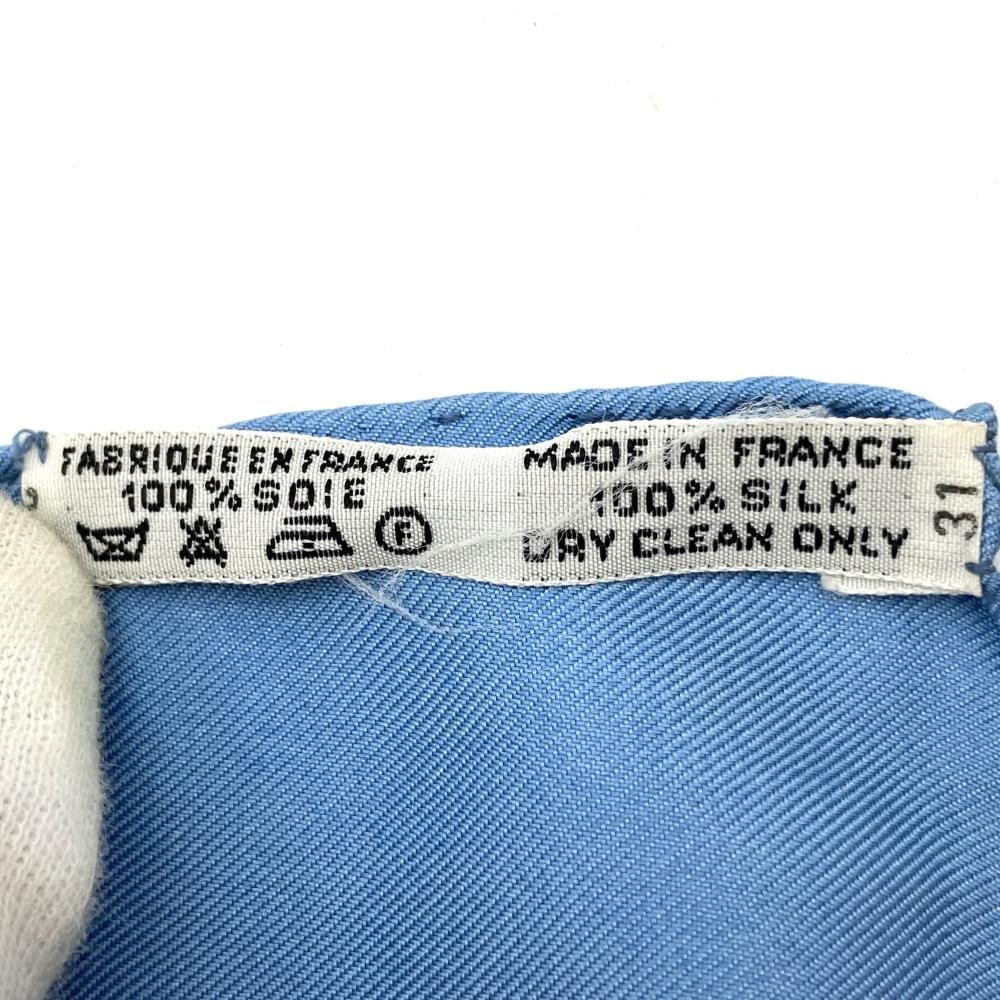 FABRIQUE EN FRANCE
100% SOIE
F
MADE IN FRANCE
100% SILK
DRY CLEAN ONLY
31